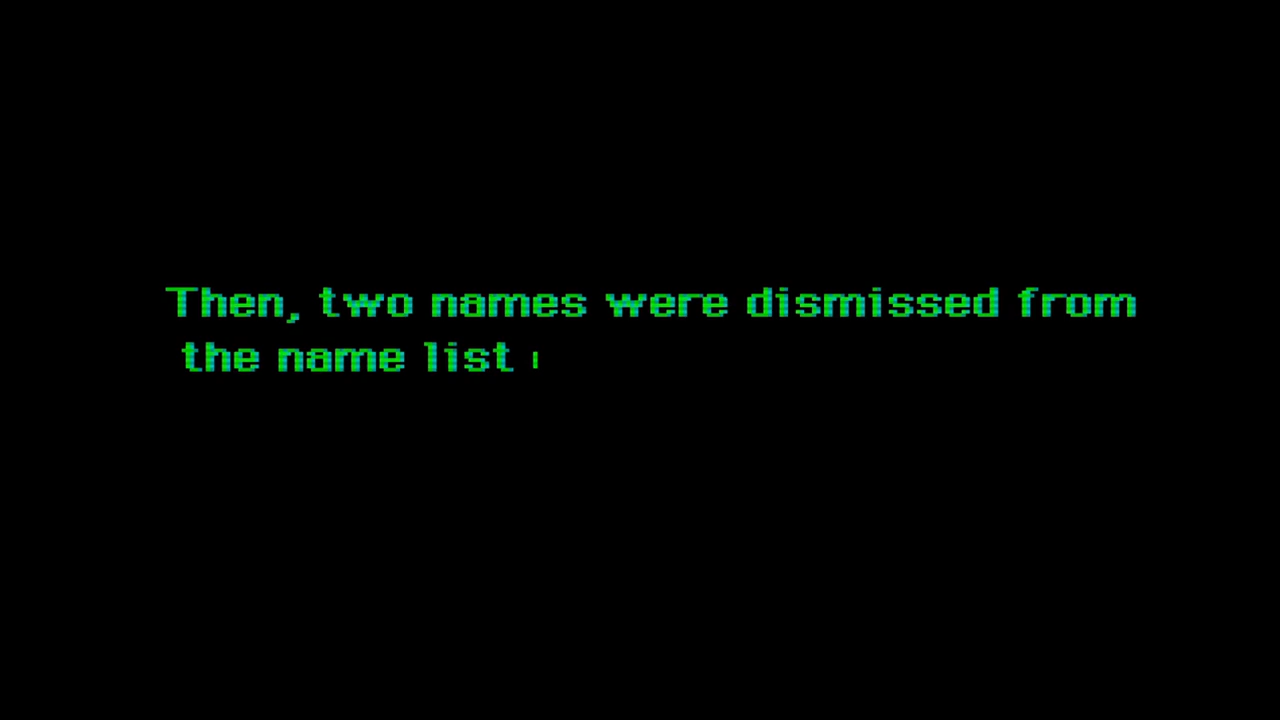 Then, two names were dismissed from
the name list